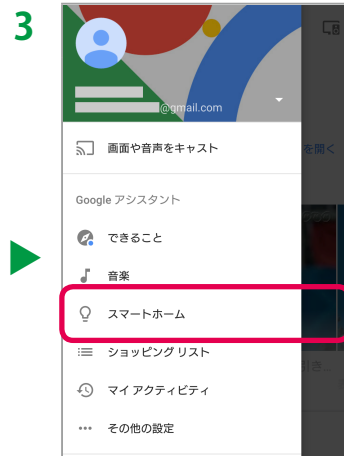 3
@gmail.com
画面や音声をキャスト
を開く
Google アシスタント
できること
音楽
スマートホーム
ショッピング リスト
引き...
マイ アクティビティ
その他の設定